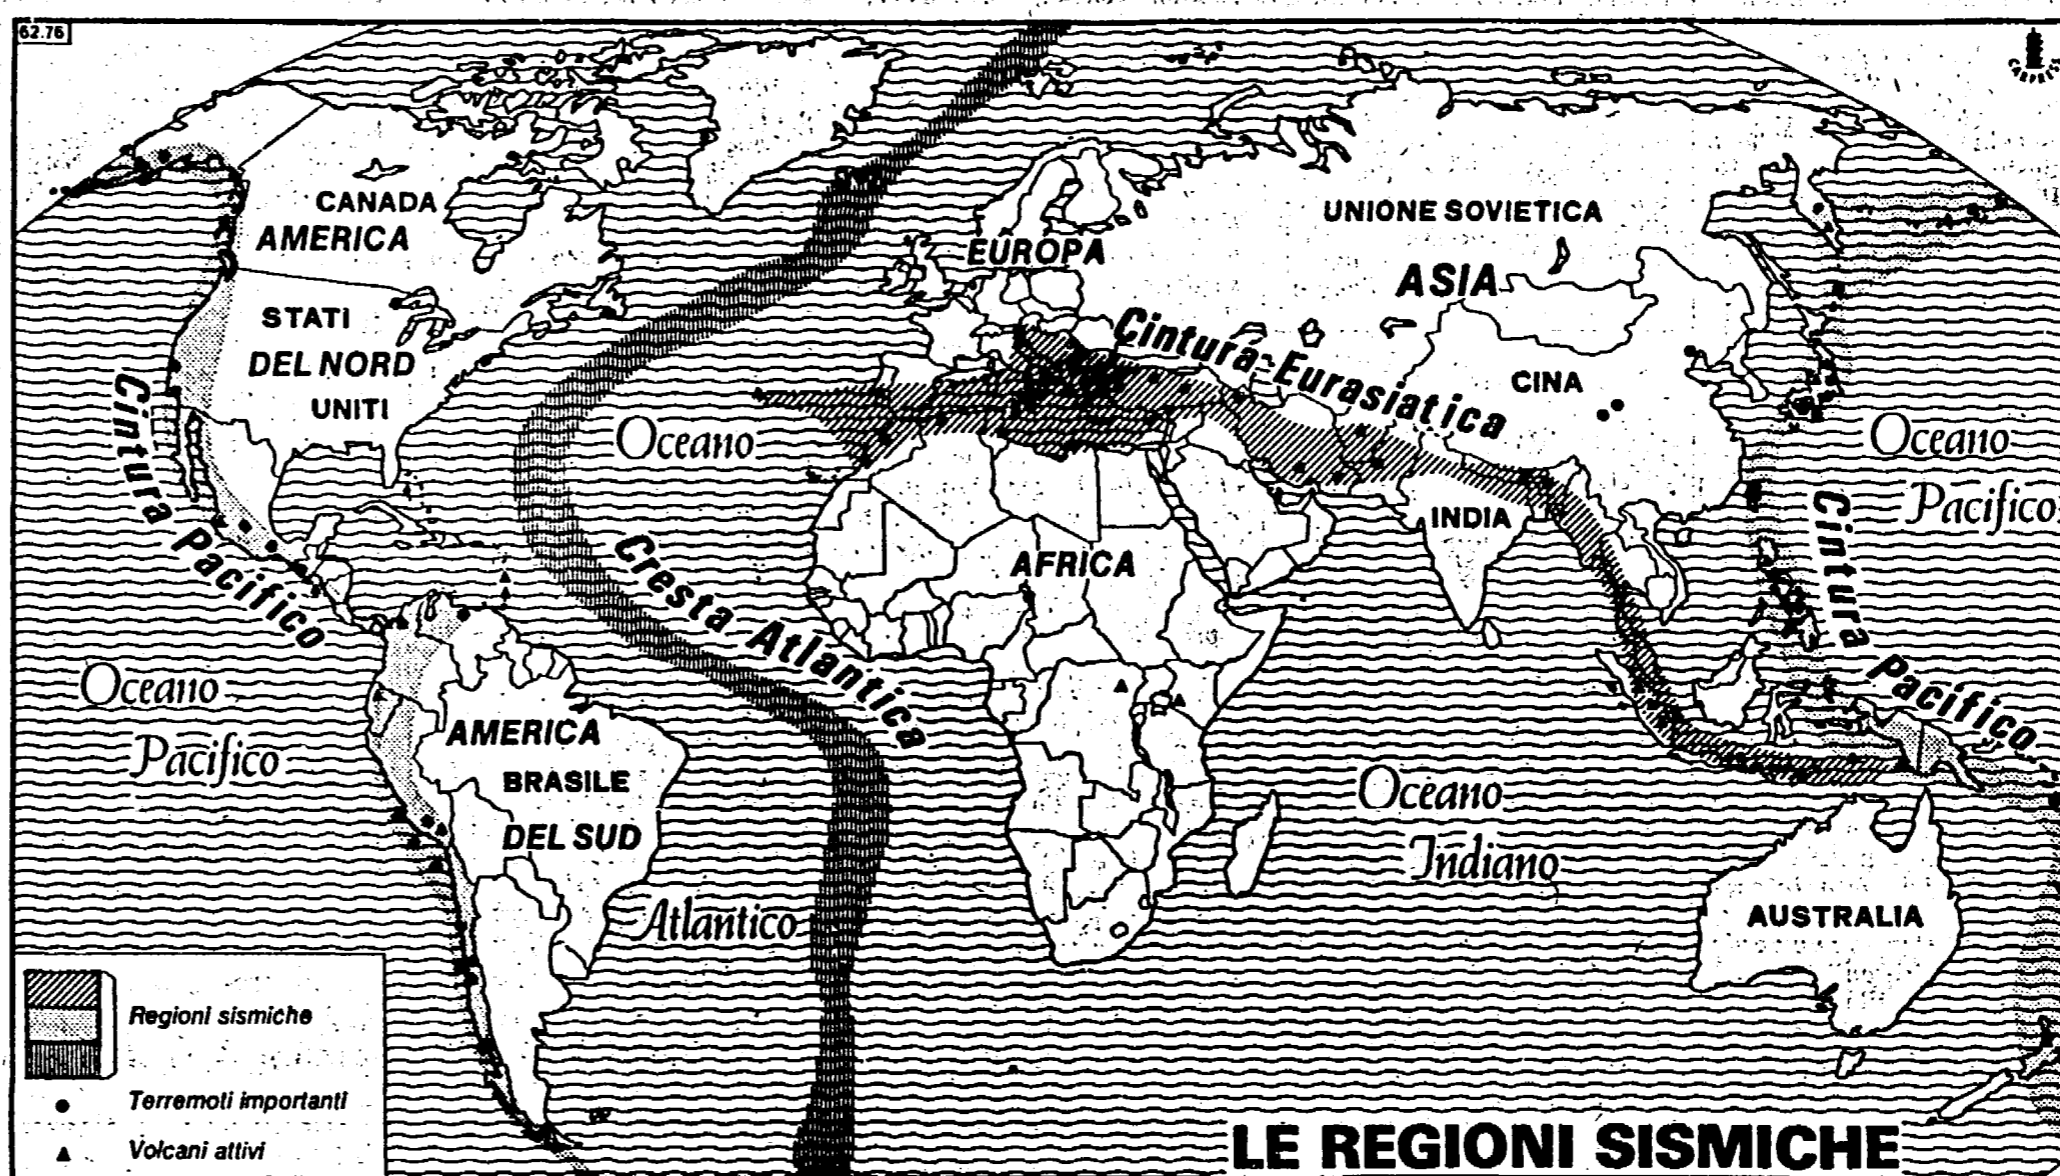 62.76
CARPRESS
CANADA
AMERICA
STATI
DEL NORD
UNITI
EUROPA
UNIONE SOVIETICA
ASIA
CINA
INDIA
Cintura Eurasiatica
Cintura Pacifico
Oceano
Pacifico
Oceano
Atlantico
Cresta Atlantica
AFRICA
Oceano
Pacifico
Cintura Pacifico
AMERICA
BRASILE
DEL SUD
Oceano
Indiano
AUSTRALIA
Regioni sismiche
Terremoti importanti
Volcani attivi
LE REGIONI SISMICHE